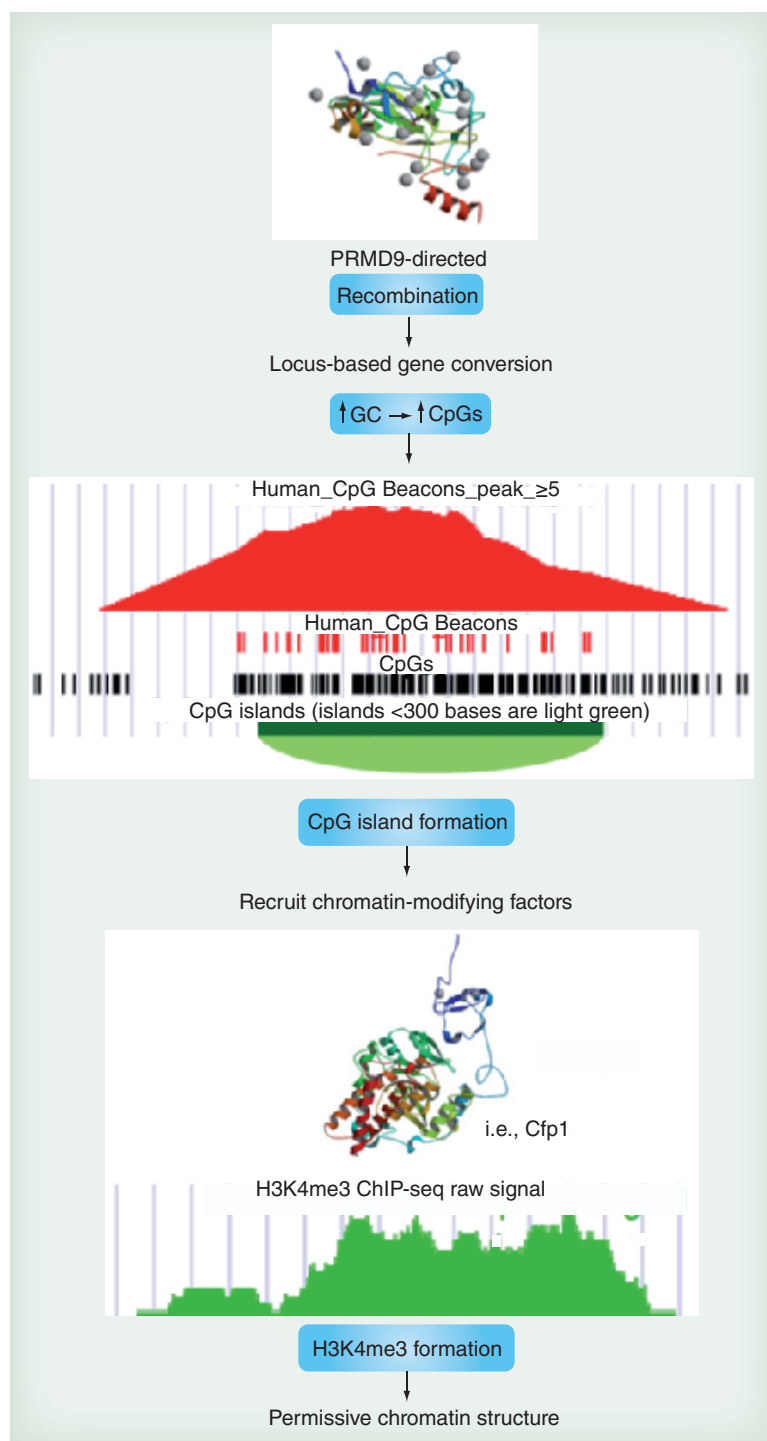 PRMD9-directed
Recombination
Locus-based gene conversion
↑GC → ↑CpGs
Human_CpG Beacons_peak_≥5
Human_CpG Beacons
CpGs
CpG islands (islands <300 bases are light green)
CpG island formation
Recruit chromatin-modifying factors
i.e., Cfp1
H3K4me3 ChIP-seq raw signal
H3K4me3 formation
Permissive chromatin structure